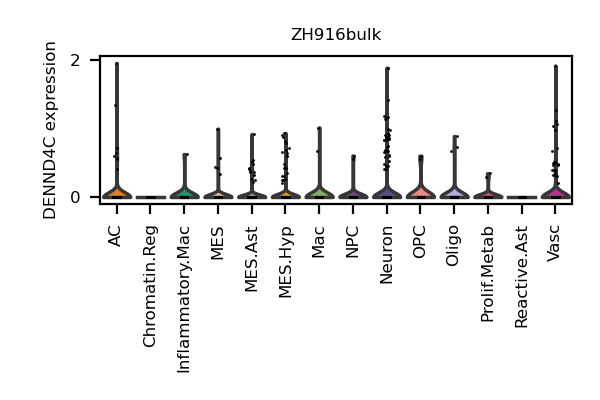 ZH916bulk
DENND4C expression
2
0
AC
Chromatin.Reg
Inflammatory.Mac
MES
MES.Ast
MES.Hyp
Mac
NPC
Neuron
OPC
Oligo
Prolif.Metab
Reactive.Ast
Vasc